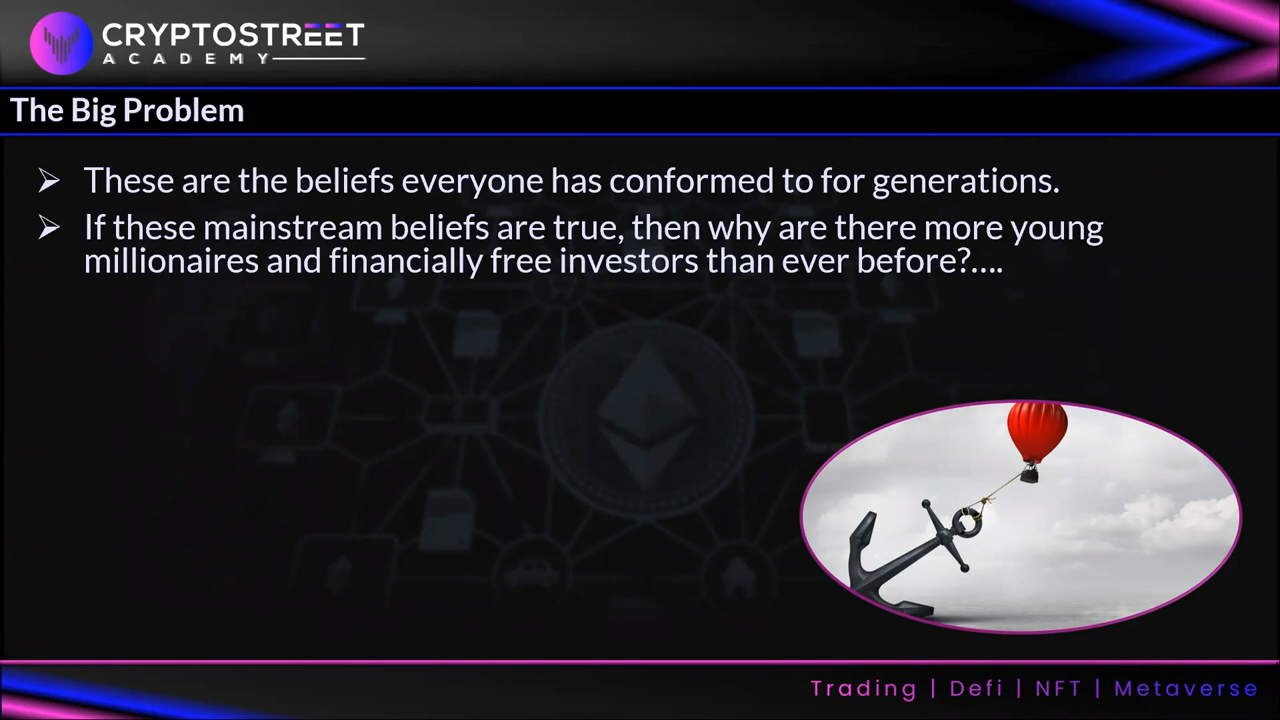 CRYPTOSTREET
ACADEMY
The Big Problem
➢ These are the beliefs everyone has conformed to for generations.
➢ If these mainstream beliefs are true, then why are there more young
millionaires and financially free investors than ever before?....
Trading | Defi | NFT | Metaverse